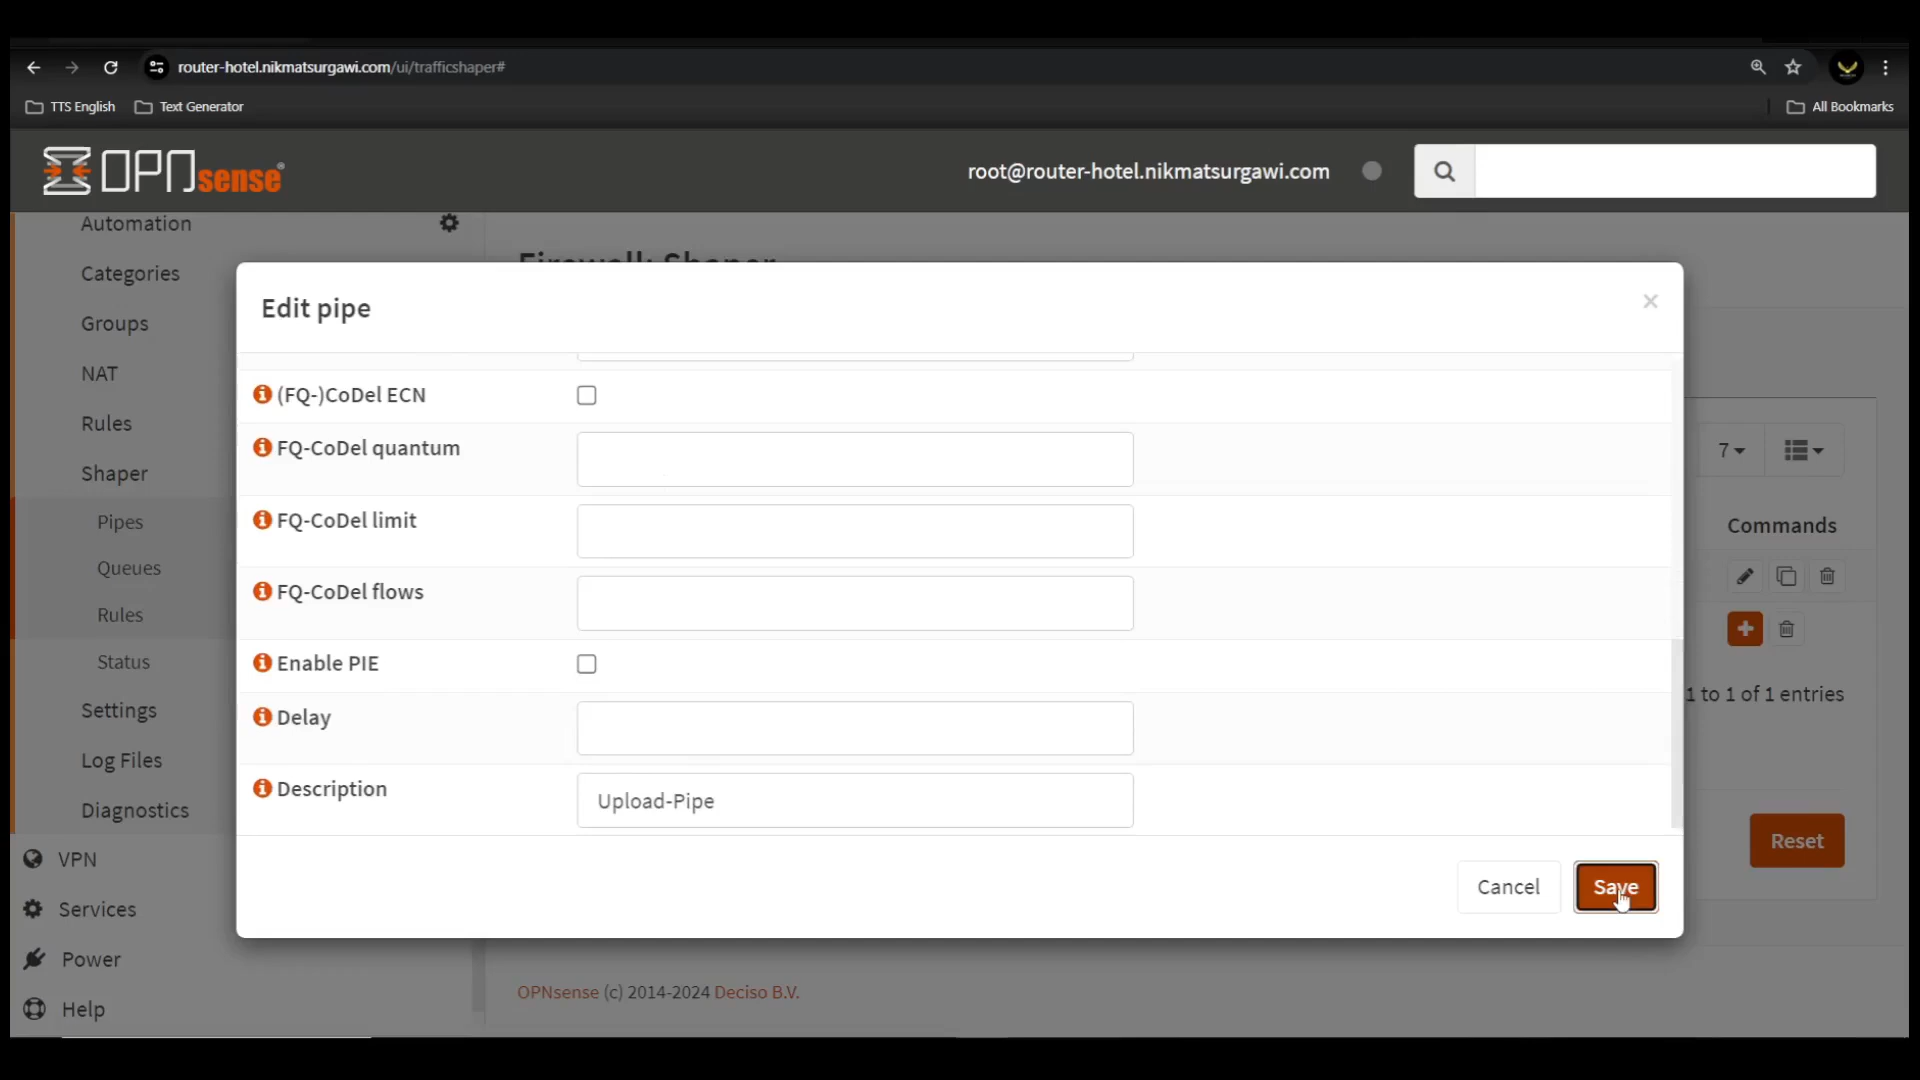 router-hotel.nikmatsurgawi.com/ui/trafficshaper#
TTS English
Text Generator
All Bookmarks
OPNsense®
root@router-hotel.nikmatsurgawi.com
Automation
Categories
Groups
NAT
Rules
Shaper
Pipes
Queues
Rules
Status
Settings
Log Files
Diagnostics
VPN
Services
Power
Help
Firewall: Shaper
Edit pipe
×
(FQ-)CoDel ECN
FQ-CoDel quantum
FQ-CoDel limit
FQ-CoDel flows
Enable PIE
Delay
Description
Upload-Pipe
Cancel
Save
7
Commands
1 to 1 of 1 entries
Reset
OPNsense (c) 2014-2024 Deciso B.V.